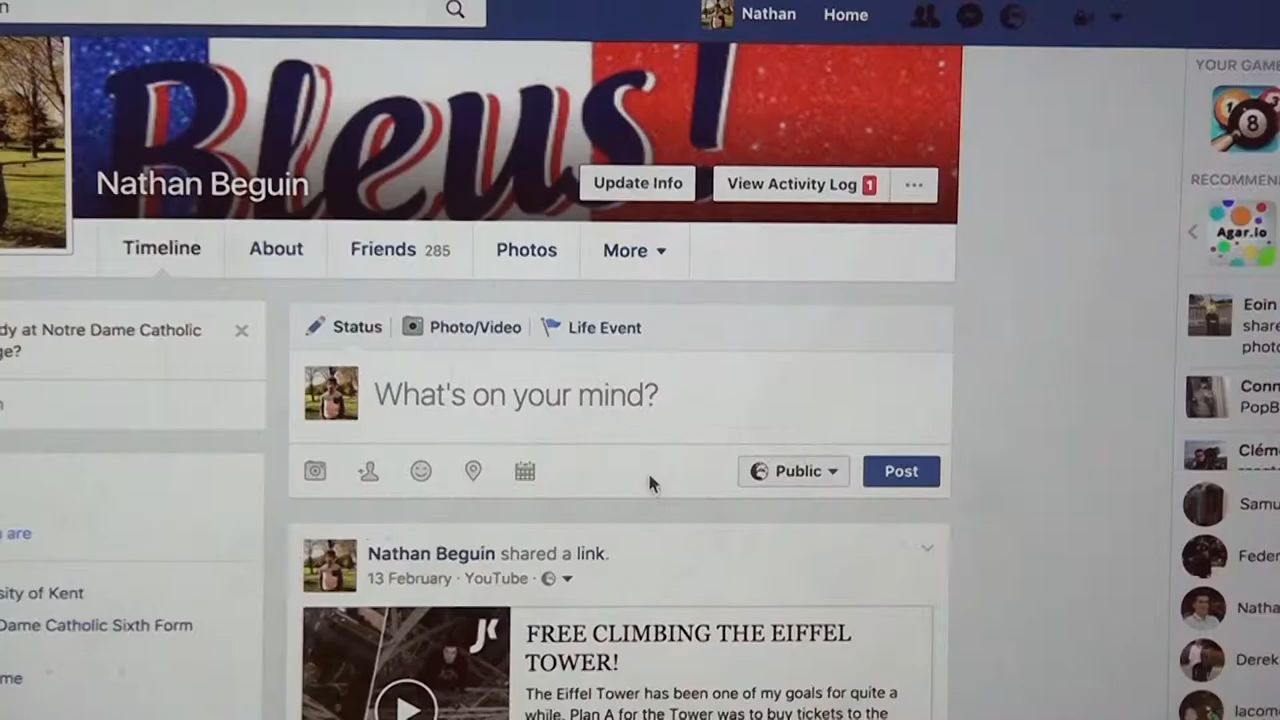 n
Nathan
Home
Bleus!
Nathan Beguin
Update Info
View Activity Log 1
Timeline
About
Friends 285
Photos
More
YOUR GAME
8
RECOMMEN
Agar.io
dy at Notre Dame Catholic
ge?
are
sity of Kent
Dame Catholic Sixth Form
me
Status
Photo/Video
Life Event
What's on your mind?
Public
Post
Nathan Beguin shared a link.
13 February · YouTube ·
FREE CLIMBING THE EIFFEL
TOWER!
The Eiffel Tower has been one of my goals for quite a
while. Plan A for the Tower was to buy tickets to the
Eoin
share
photo
Conn
PopB
Clém
Samu
Feder
Natha
Derek
Iacom